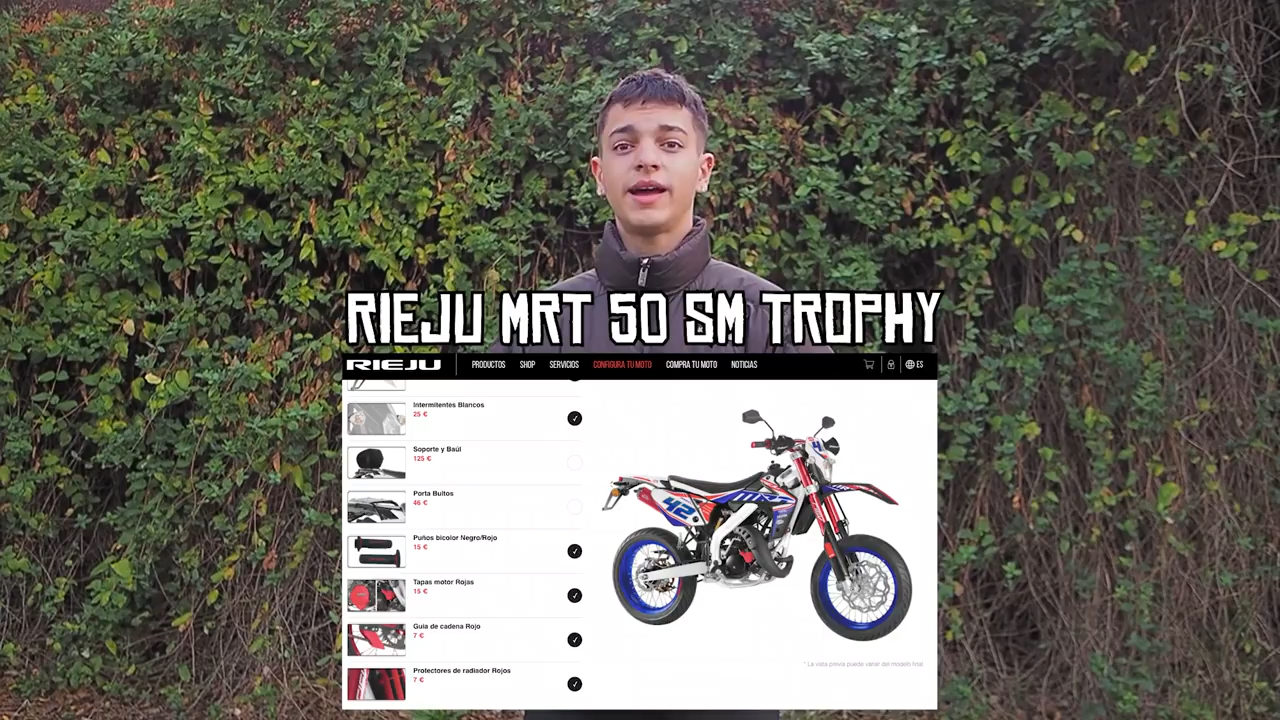 RIEJU MRT 50 SM TROPHY
RIEJU PRODUCTOS SHOP SERVICIOS CONFIGURA TU MOTO COMPRA TU MOTO NOTICIAS ES
Intermitentes Blancos
25 €
Soporte y Baúl
125 €
Porta Bultos
46 €
Puños bicolor Negro/Rojo
15 €
Tapas motor Rojas
15 €
Guia de cadena Rojo
7 €
Protectores de radiador Rojos
7 €
42
* La vista previa puede variar del modelo final.